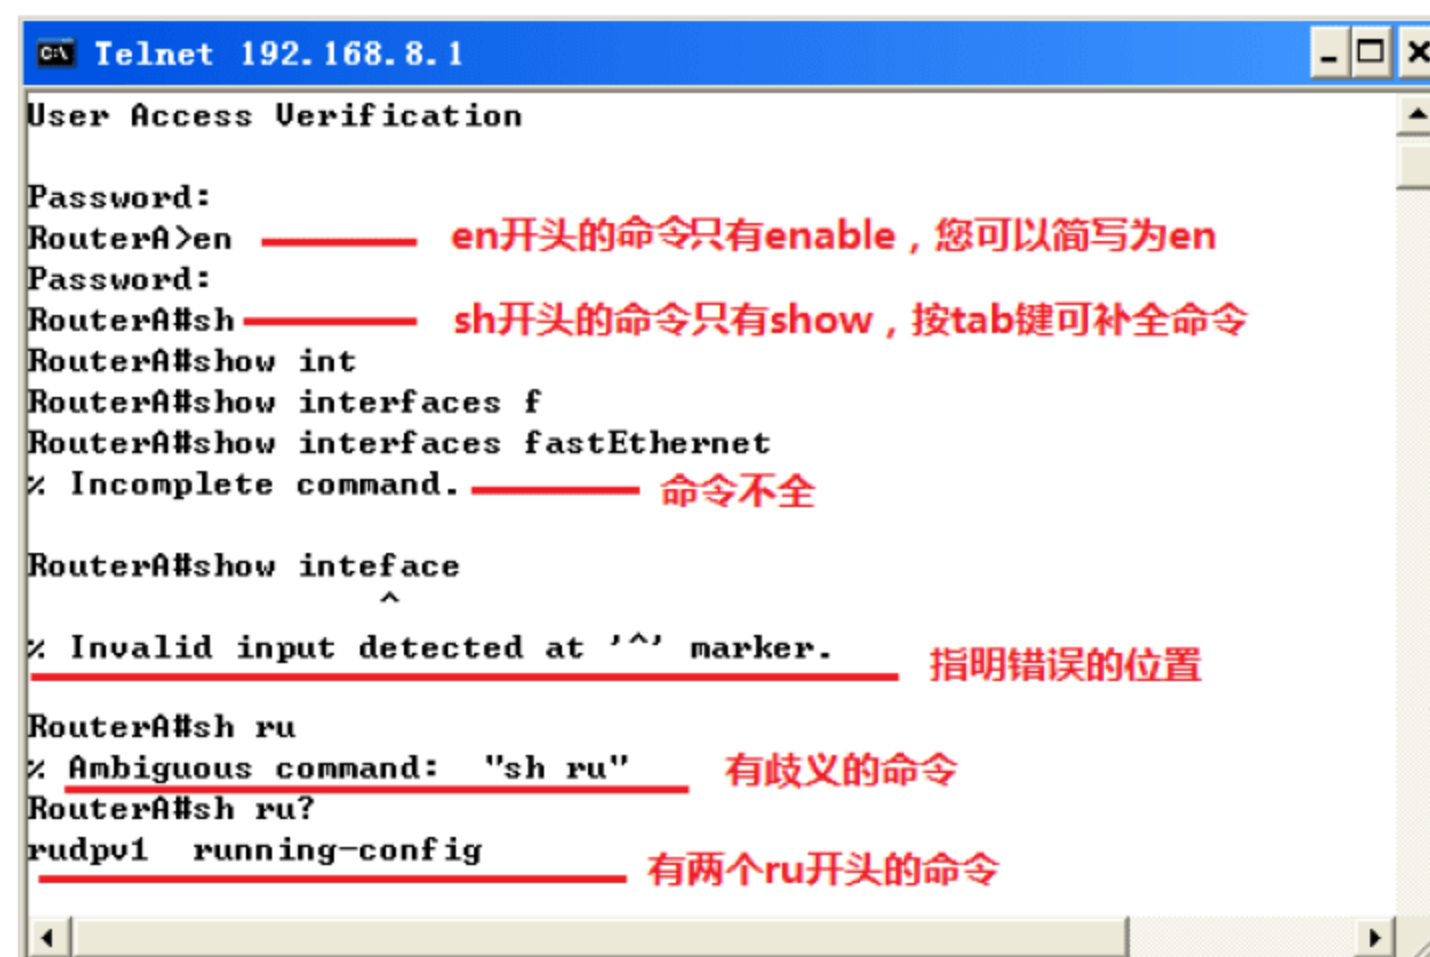 Telnet 192.168.8.1
User Access Verification
Password:
RouterA>en en开头的命令只有enable，您可以简写为en
Password:
RouterA#sh sh开头的命令只有show，按tab键可补全命令
RouterA#show int
RouterA#show interfaces f
RouterA#show interfaces fastEthernet
% Incomplete command. 命令不全
RouterA#show inteface
^
% Invalid input detected at '^' marker. 指明错误的位置
RouterA#sh ru
% Ambiguous command: "sh ru" 有歧义的命令
RouterA#sh ru?
rudpv1 running-config 有两个ru开头的命令